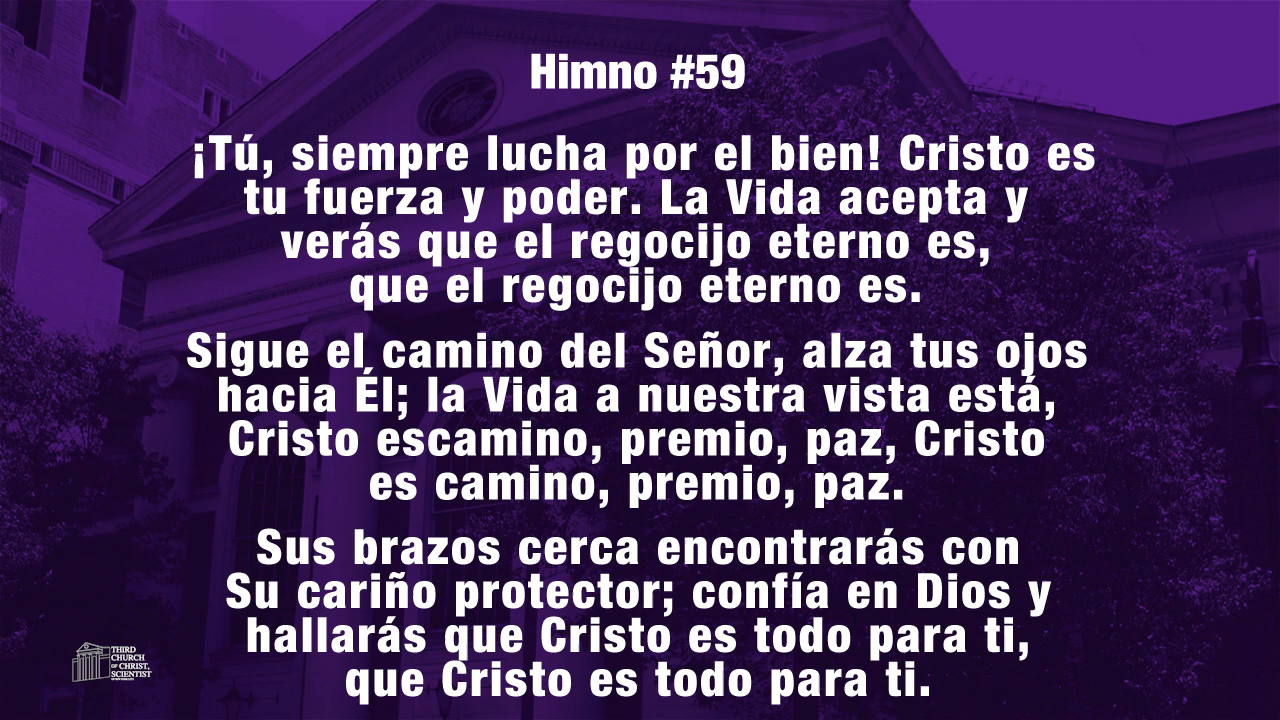 Himno #59
¡Tú, siempre lucha por el bien! Cristo es
tu fuerza y poder. La Vida acepta y
verás que el regocijo eterno es,
que el regocijo eterno es.
Sigue el camino del Señor, alza tus ojos
hacia Él; la Vida a nuestra vista está,
Cristo escamino, premio, paz, Cristo
es camino, premio, paz.
Sus brazos cerca encontrarás con
Su cariño protector; confía en Dios y
hallarás que Cristo es todo para ti,
que Cristo es todo para ti.
THIRD
CHURCH
OF CHRIST,
SCIENTIST